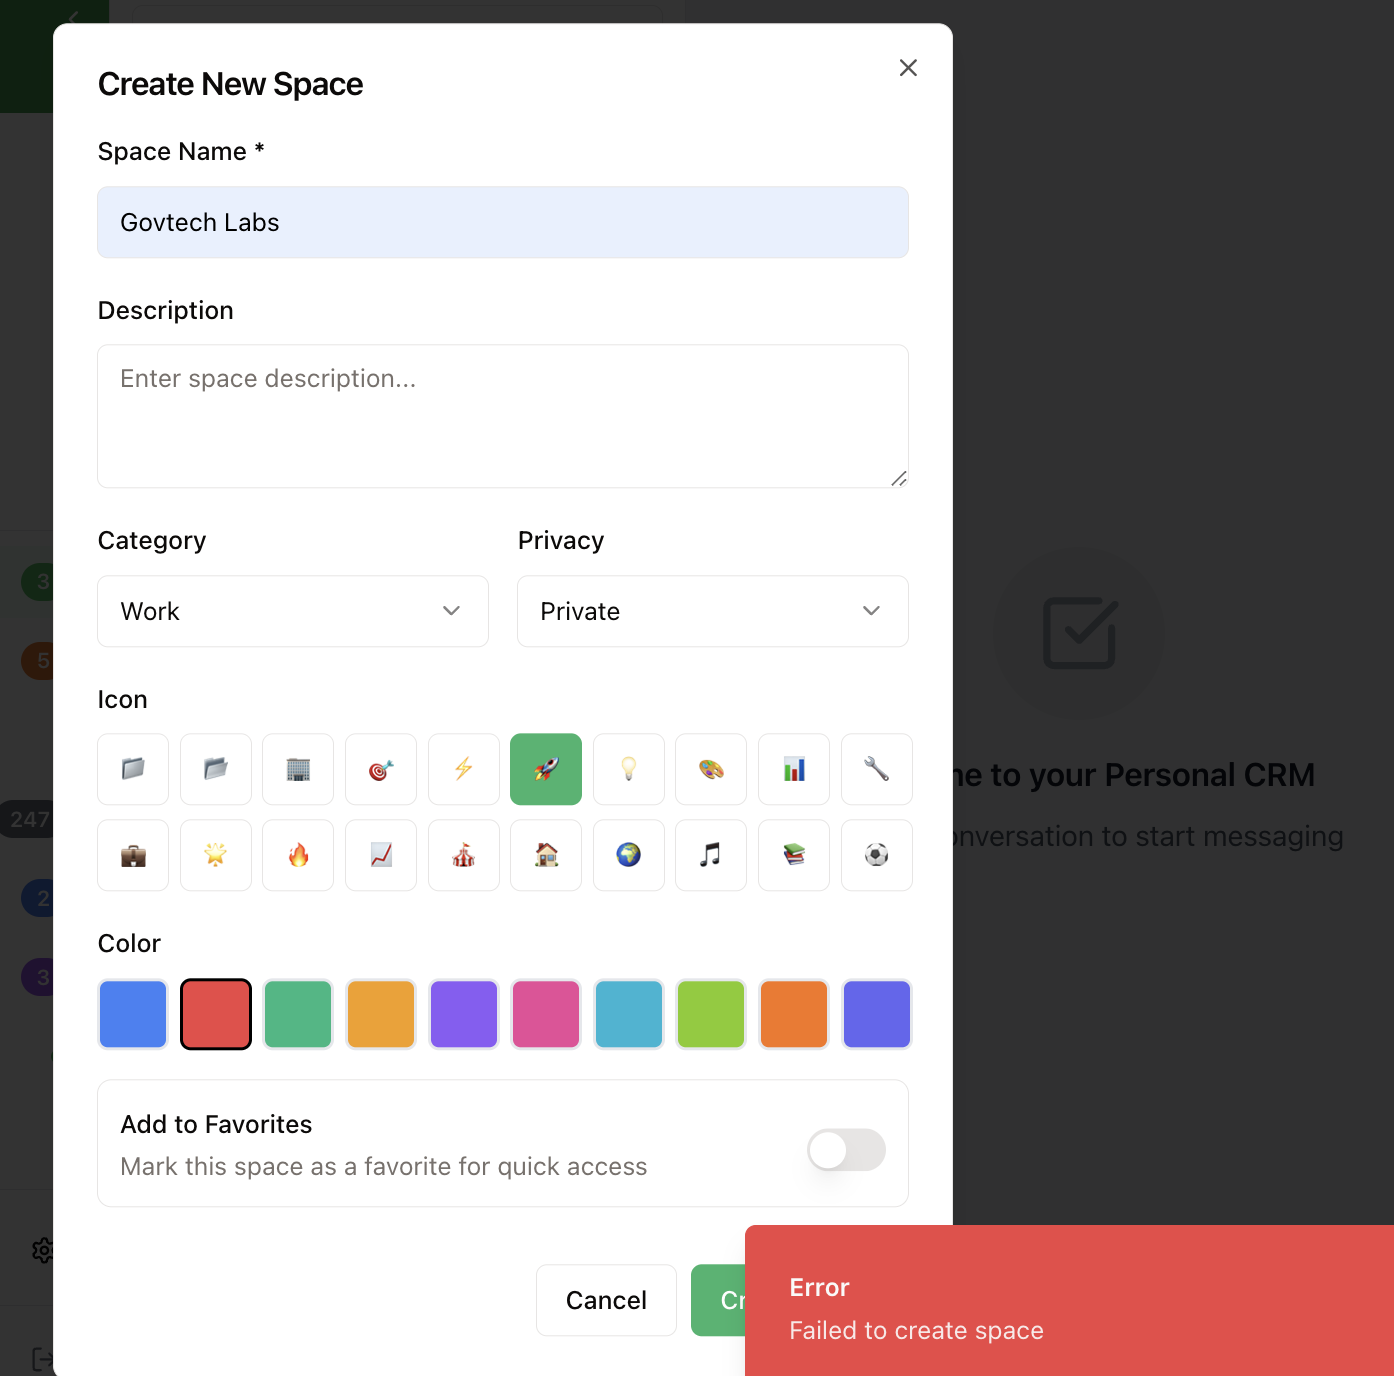 Create New Space
Space Name *
Govtech Labs
Description
Enter space description...
Category
Privacy
Work
Private
Icon
Color
Add to Favorites
Mark this space as a favorite for quick access
Cancel
Cr
Error
Failed to create space
3
5
247
2
3
ne to your Personal CRM
onversation to start messaging